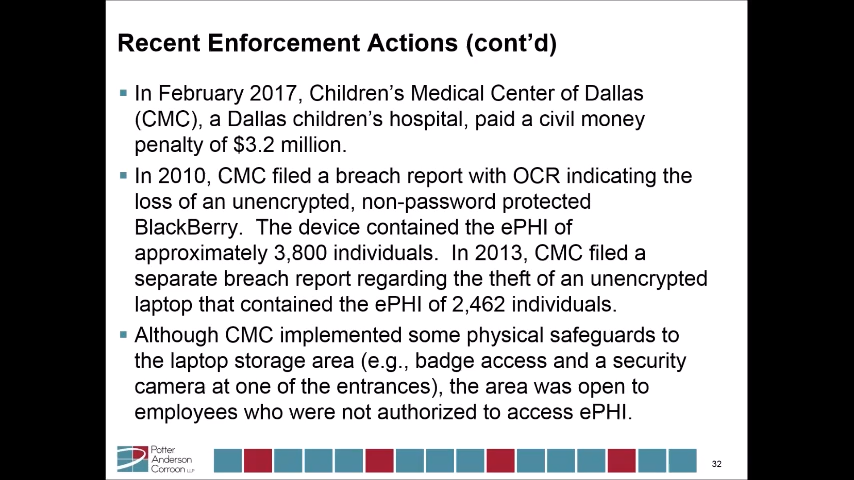 Recent Enforcement Actions (cont’d)
▪ In February 2017, Children’s Medical Center of Dallas
(CMC), a Dallas children’s hospital, paid a civil money
penalty of $3.2 million.
▪ In 2010, CMC filed a breach report with OCR indicating the
loss of an unencrypted, non-password protected
BlackBerry.  The device contained the ePHI of
approximately 3,800 individuals.  In 2013, CMC filed a
separate breach report regarding the theft of an unencrypted
laptop that contained the ePHI of 2,462 individuals.
▪ Although CMC implemented some physical safeguards to
the laptop storage area (e.g., badge access and a security
camera at one of the entrances), the area was open to
employees who were not authorized to access ePHI.
Potter
Anderson
Corroon LLP
32